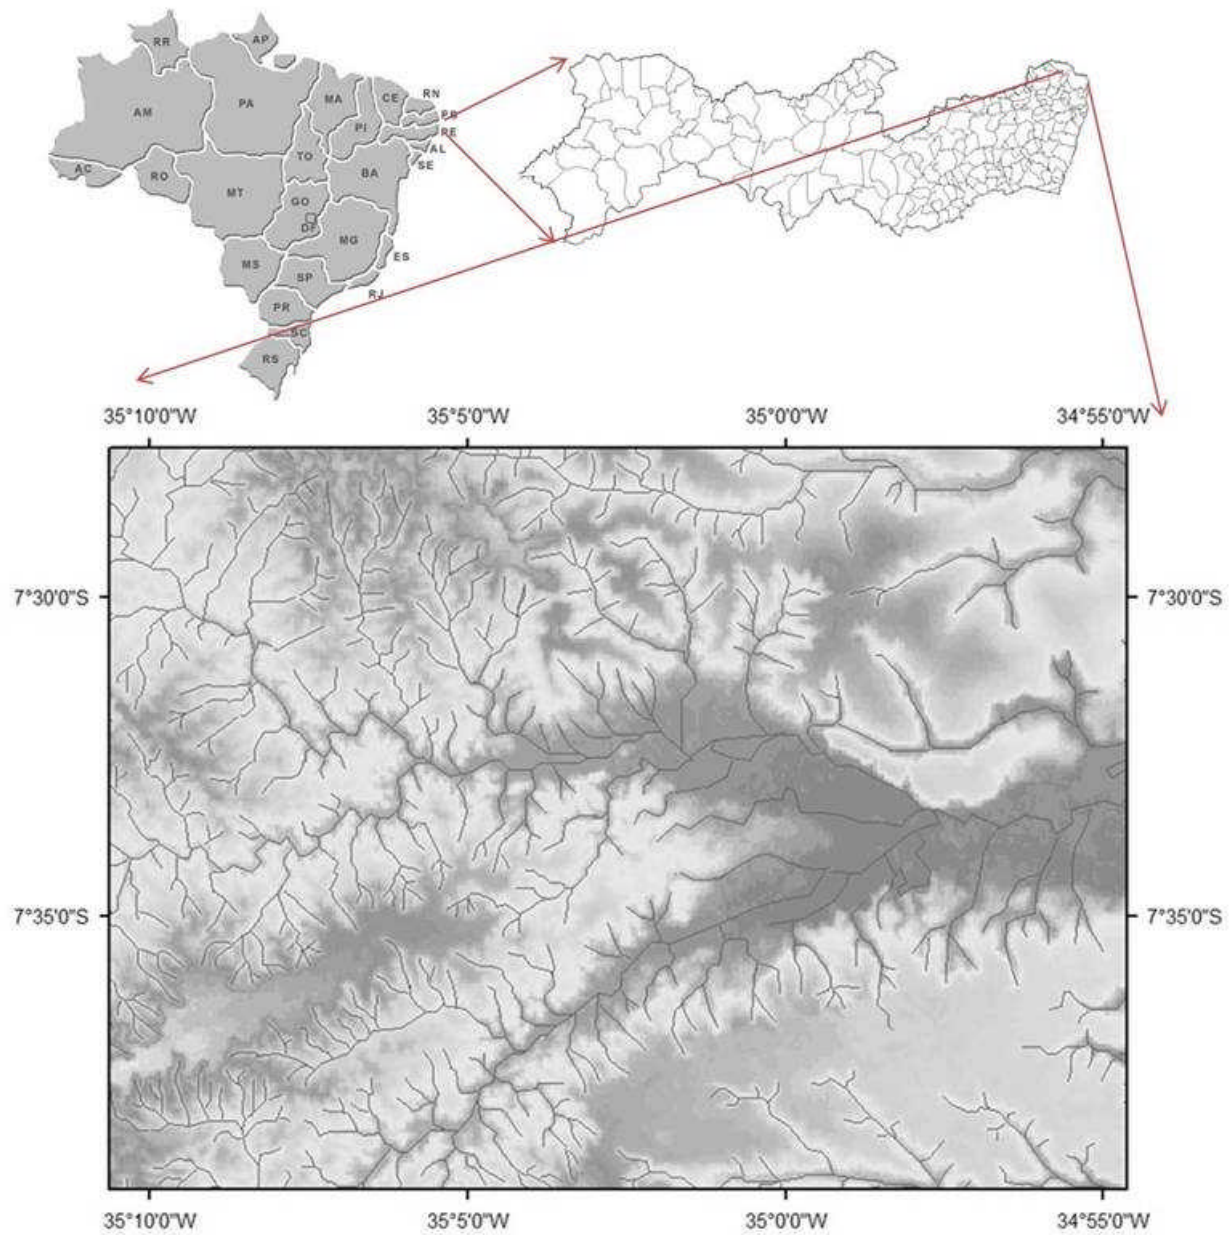 RR
AP
AM
PA
MA
CE
RN
PB
PI
PE
AL
SE
AC
RO
TO
BA
MT
GO
DF
MG
ES
MS
SP
RJ
PR
SC
RS
35°10'0"W 35°5'0"W 35°0'0"W 34°55'0"W
7°30'0"S 7°30'0"S
7°35'0"S 7°35'0"S
35°10'0"W 35°5'0"W 35°0'0"W 34°55'0"W